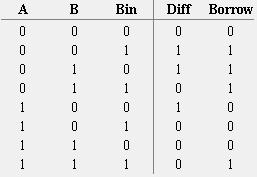 A B Bin Diff Borrow
0 0 0 0 0
0 0 1 1 1
0 1 0 1 1
0 1 1 0 1
1 0 0 1 0
1 0 1 0 0
1 1 0 0 0
1 1 1 0 1